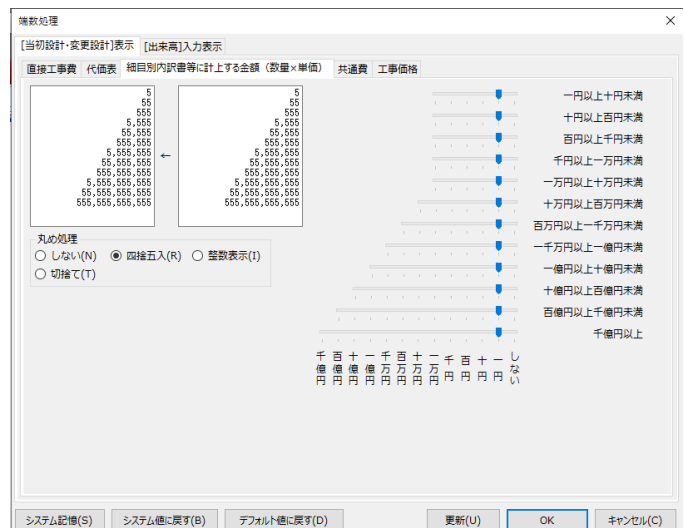 端数処理
[当初設計・変更設計]表示 [出来高]入力表示
直接工事費 代価表 細目別内訳書等に計上する金額（数量×単価） 共通費 工事価格
5
55
555
5,555
55,555
555,555
5,555,555
55,555,555
555,555,555
5,555,555,555
55,555,555,555
555,555,555,555
←
5
55
555
5,555
55,555
555,555
5,555,555
55,555,555
555,555,555
5,555,555,555
55,555,555,555
555,555,555,555
丸め処理
しない(N) 四捨五入(R) 整数表示(I)
切捨て(T)
一円以上十円未満
十円以上百円未満
百円以上千円未満
千円以上一万円未満
一万円以上十万円未満
十万円以上百万円未満
百万円以上一千万円未満
一千万円以上一億円未満
一億円以上十億円未満
十億円以上百億円未満
百億円以上千億円未満
千億円以上
千億円
百億円
十億円
一億円
千万円
百万円
十万円
一万円
千円
百円
十円
一円
しない
システム記憶(S) システム値に戻す(B) デフォルト値に戻す(D) 更新(U) OK キャンセル(C)